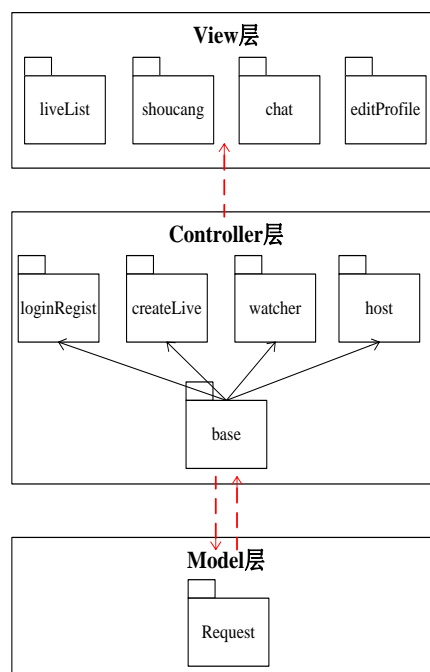 View层
liveList
shoucang
chat
editProfile
Controller层
loginRegist
createLive
watcher
host
base
Model层
Request